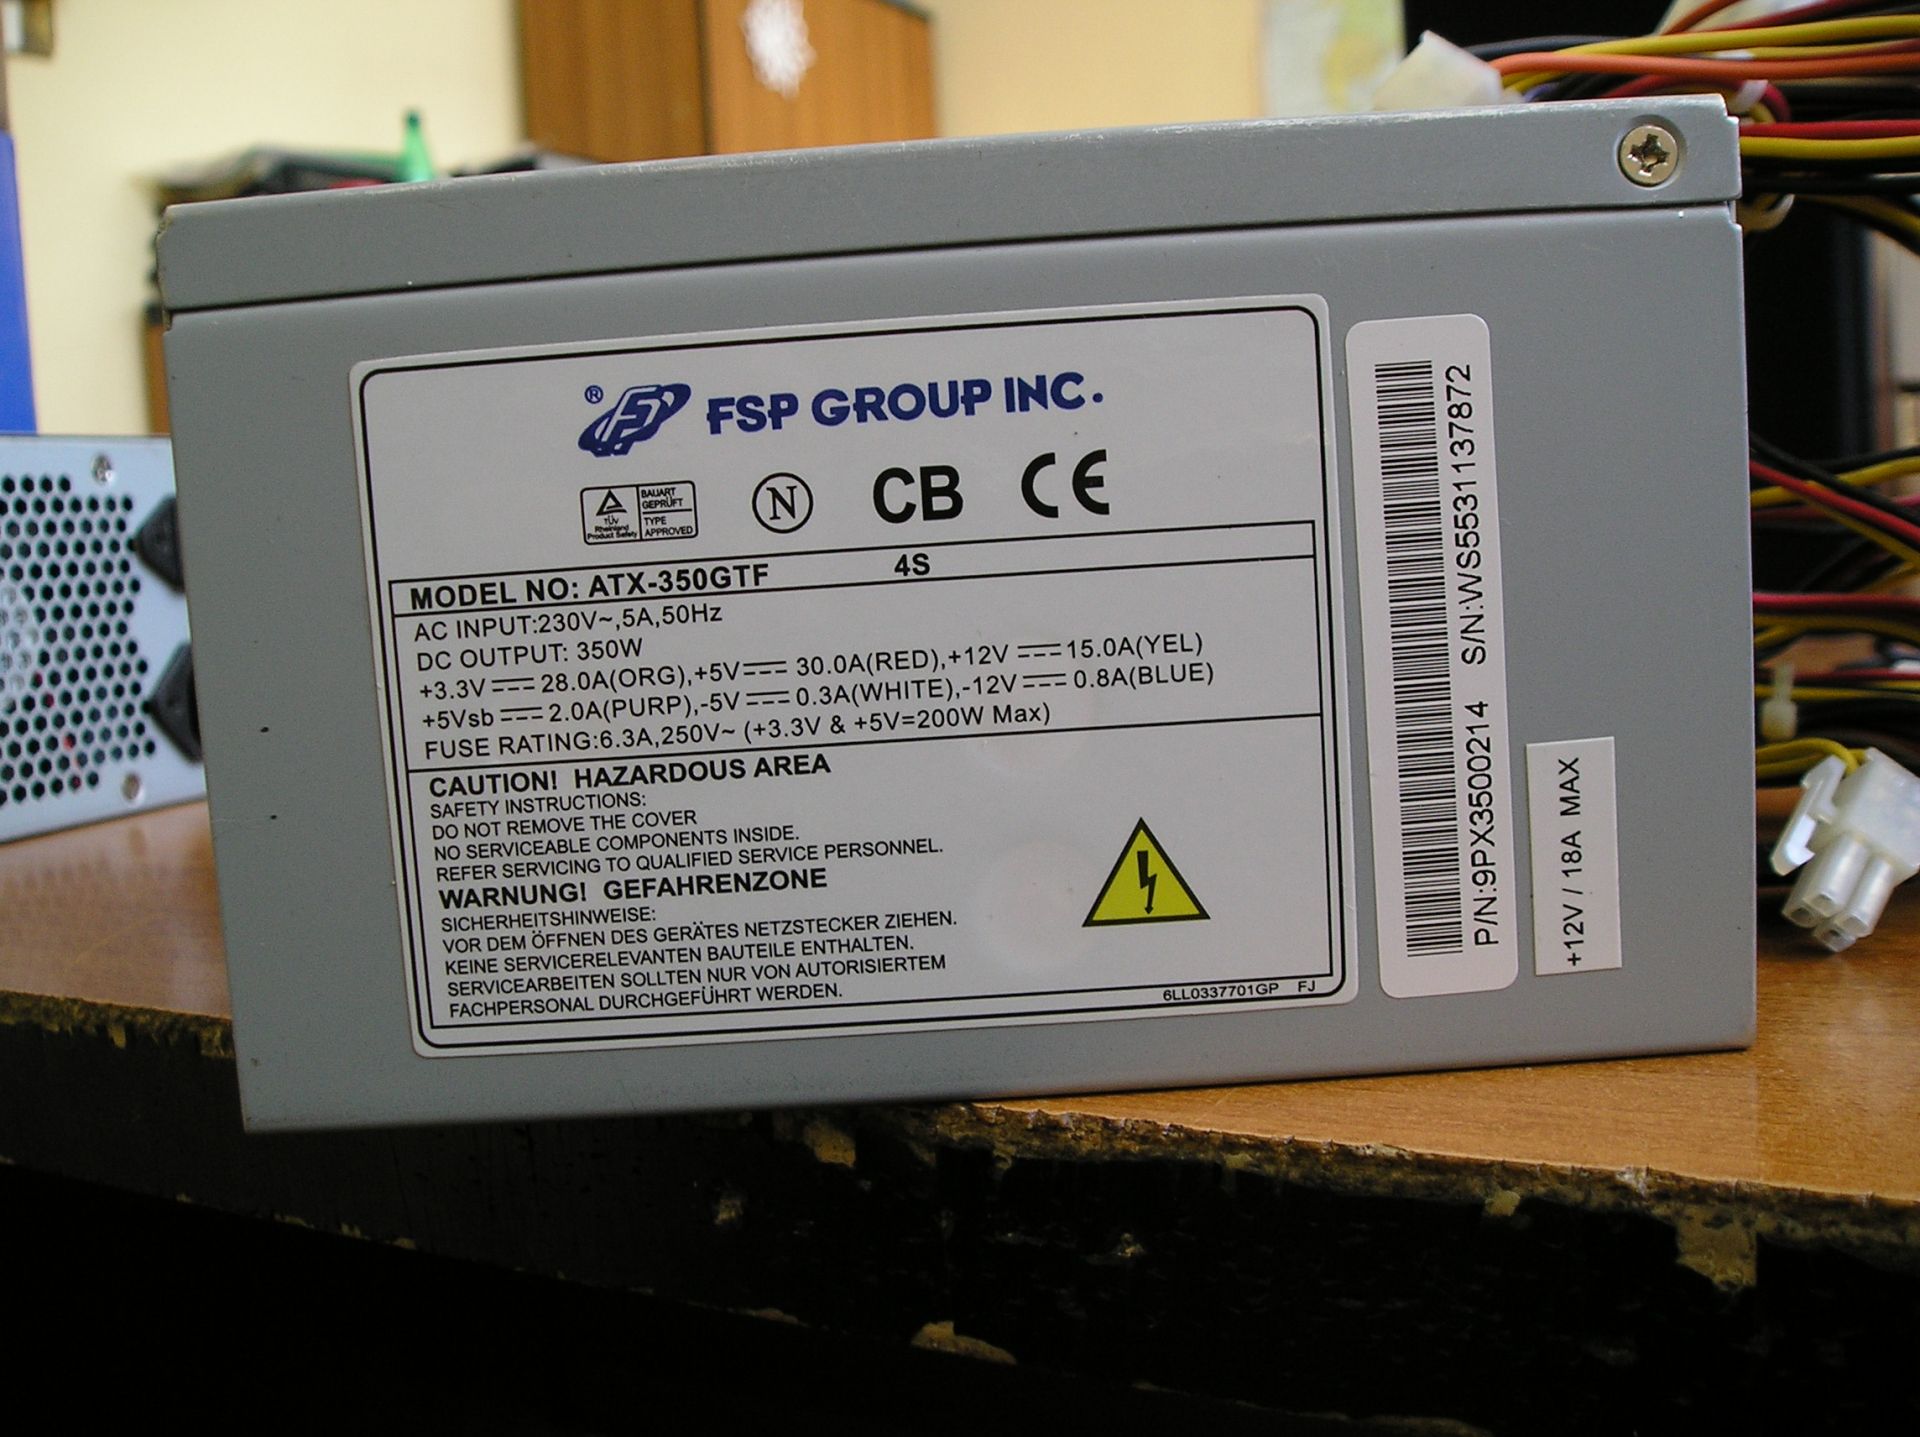 ® FSP GROUP INC.
TÜV Rheinland Product Safety
BAUART GEPRÜFT
TYPE APPROVED
N
CB
CE
MODEL NO: ATX-350GTF 4S
AC INPUT:230V~,5A,50Hz
DC OUTPUT: 350W
+3.3V⎓28.0A(ORG),+5V⎓30.0A(RED),+12V⎓15.0A(YEL)
+5Vsb⎓2.0A(PURP),-5V⎓0.3A(WHITE),-12V⎓0.8A(BLUE)
FUSE RATING:6.3A,250V~ (+3.3V & +5V=200W Max)
CAUTION! HAZARDOUS AREA
SAFETY INSTRUCTIONS:
DO NOT REMOVE THE COVER
NO SERVICEABLE COMPONENTS INSIDE.
REFER SERVICING TO QUALIFIED SERVICE PERSONNEL.
WARNUNG! GEFAHRENZONE
SICHERHEITSHINWEISE:
VOR DEM ÖFFNEN DES GERÄTES NETZSTECKER ZIEHEN.
KEINE SERVICERELEVANTEN BAUTEILE ENTHALTEN.
SERVICEARBEITEN SOLLTEN NUR VON AUTORISIERTEM
FACHPERSONAL DURCHGEFÜHRT WERDEN.
6LL0337701GP FJ
P/N:9PX3500214 S/N:WS5531137872
+12V / 18A MAX